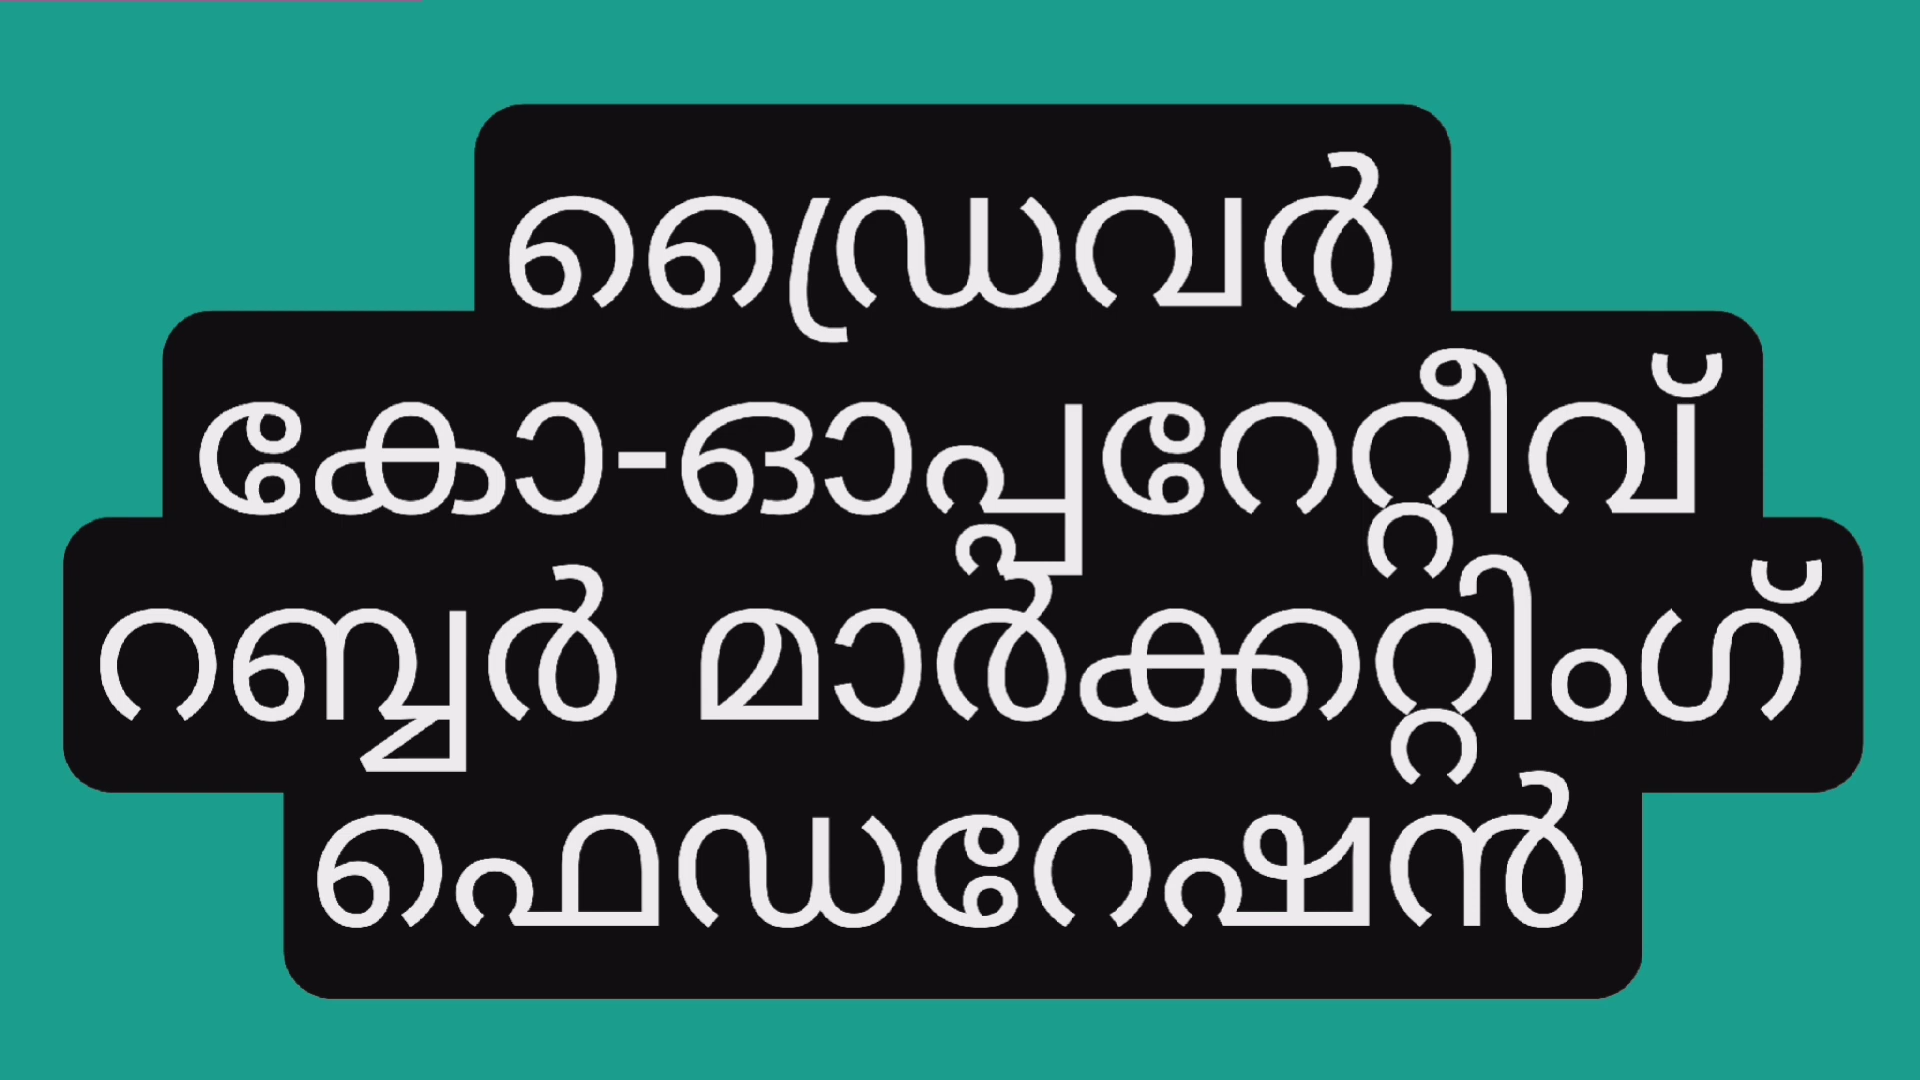 ഡ്രൈവർ
കോ-ഓപ്പറേറ്റീവ്
റബ്ബർ മാർക്കറ്റിംഗ്
ഫെഡറേഷൻ